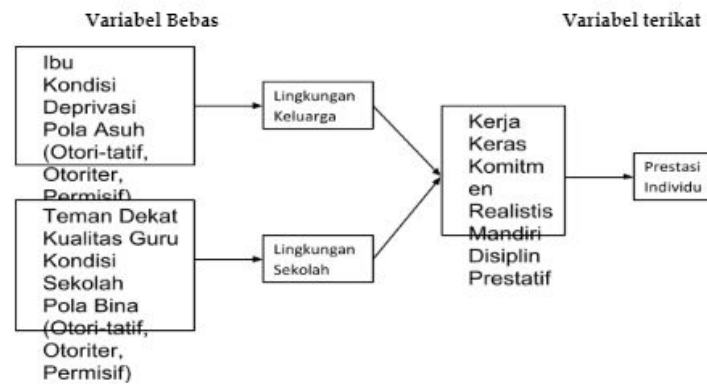 Variabel Bebas
Variabel terikat
Ibu
Kondisi
Deprivasi
Pola Asuh
(Otori-tatif,
Otoriter,
Permisif)
Teman Dekat
Kualitas Guru
Kondisi
Sekolah
Pola Bina
(Otori-tatif,
Otoriter,
Permisif)
Lingkungan
Keluarga
Lingkungan
Sekolah
Kerja
Keras
Komitm
en
Realistis
Mandiri
Disiplin
Prestatif
Prestasi
Individu